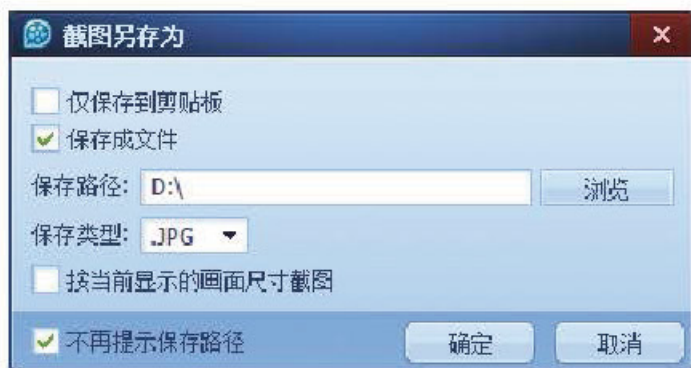 截图另存为
仅保存到剪贴板
保存成文件
保存路径: D:\ 浏览
保存类型: .JPG
按当前显示的画面尺寸截图
不再提示保存路径 确定 取消